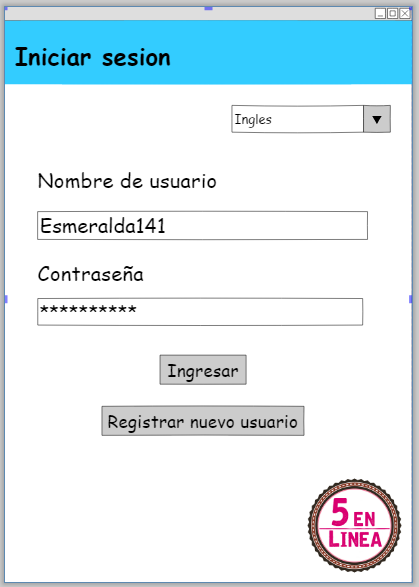 Iniciar sesion
Ingles
Nombre de usuario
Esmeralda141
Contraseña
**********
Ingresar
Registrar nuevo usuario
5 EN
LINEA